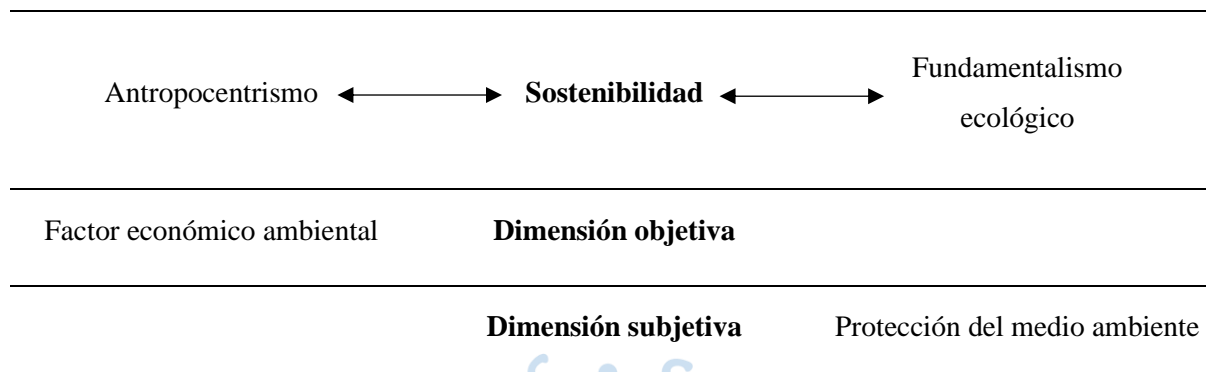 Antropocentrismo Sostenibilidad Fundamentalismo
ecológico
Factor económico ambiental Dimensión objetiva
Dimensión subjetiva Protección del medio ambiente